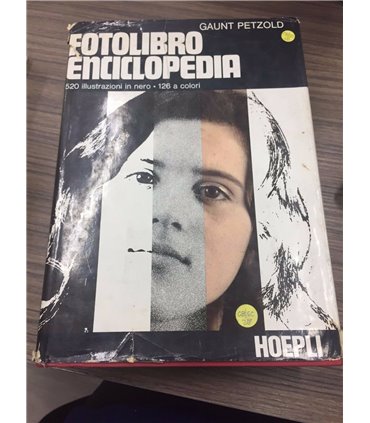 GAUNT PETZOLD
FOTOLIBRO
ENCICLOPEDIA
520 illustrazioni in nero • 126 a colori
HOEPLI